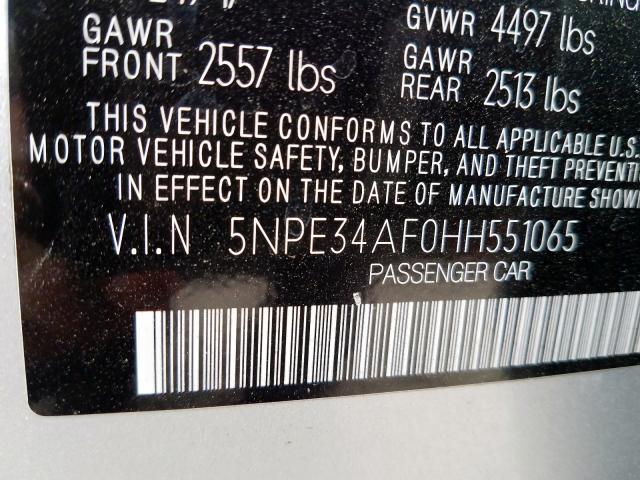 GVWR 4497 lbs
GAWR FRONT 2557 lbs
GAWR REAR 2513 lbs
THIS VEHICLE CONFORMS TO ALL APPLICABLE U.S.
MOTOR VEHICLE SAFETY, BUMPER, AND THEFT PREVENTI
IN EFFECT ON THE DATE OF MANUFACTURE SHOW
V.I.N 5NPE34AF0HH551065
PASSENGER CAR